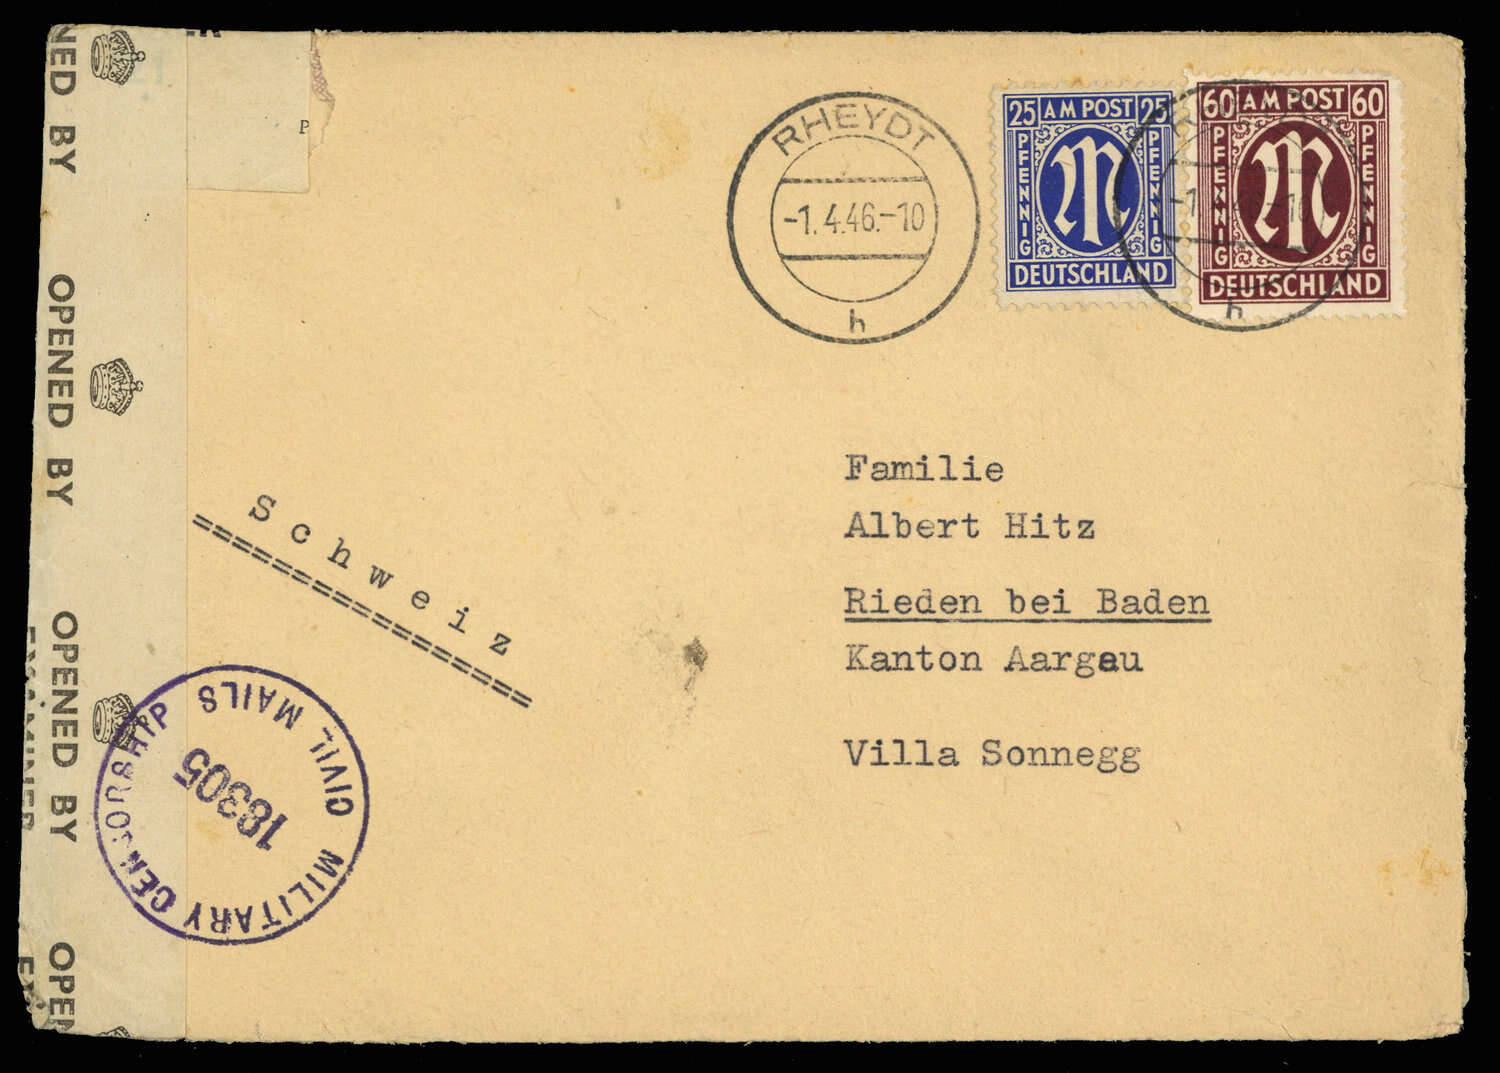 NED BY
OPENED BY
OPENED BY
EXAMINER
OPEN
P
RHEYDT
-1.4.46.-10
h
25 AM POST 25
PFENNIG PFENNIG
DEUTSCHLAND
60 AM POST 60
PFENNIG PFENNIG
DEUTSCHLAND
h
Schweiz
Familie
Albert Hitz
Rieden bei Baden
Kanton Aargau
Villa Sonnegg
MILITARY CENSORSHIP
CIVIL MAILS
18305